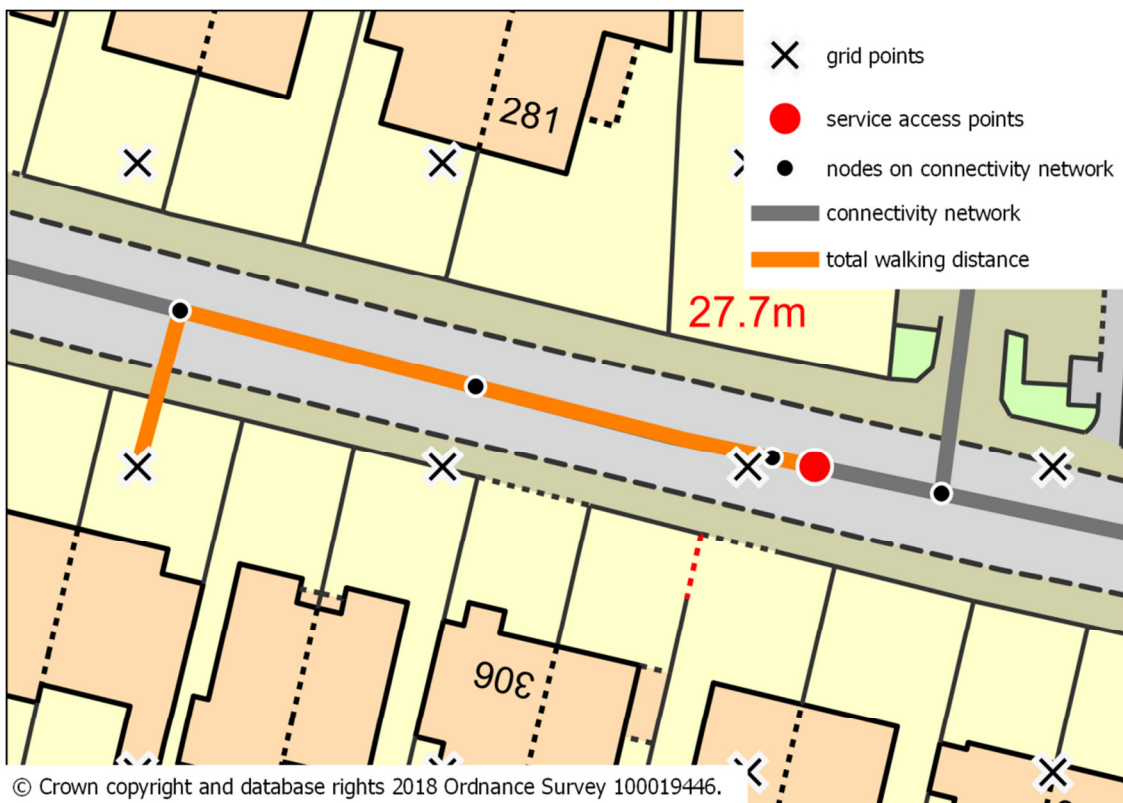 281
grid points
service access points
nodes on connectivity network
connectivity network
total walking distance
27.7m
306
© Crown copyright and database rights 2018 Ordnance Survey 100019446.